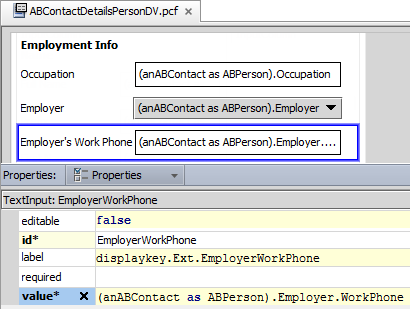 ABContactDetailsPersonDV.pcf ×
Employment Info
Occupation (anABContact as ABPerson).Occupation
Employer (anABContact as ABPerson).Employer
Employer's Work Phone (anABContact as ABPerson).Employer....
Properties: Properties
TextInput: EmployerWorkPhone
editable false
id* EmployerWorkPhone
label displaykey.Ext.EmployerWorkPhone
required
value* × (anABContact as ABPerson).Employer.WorkPhone